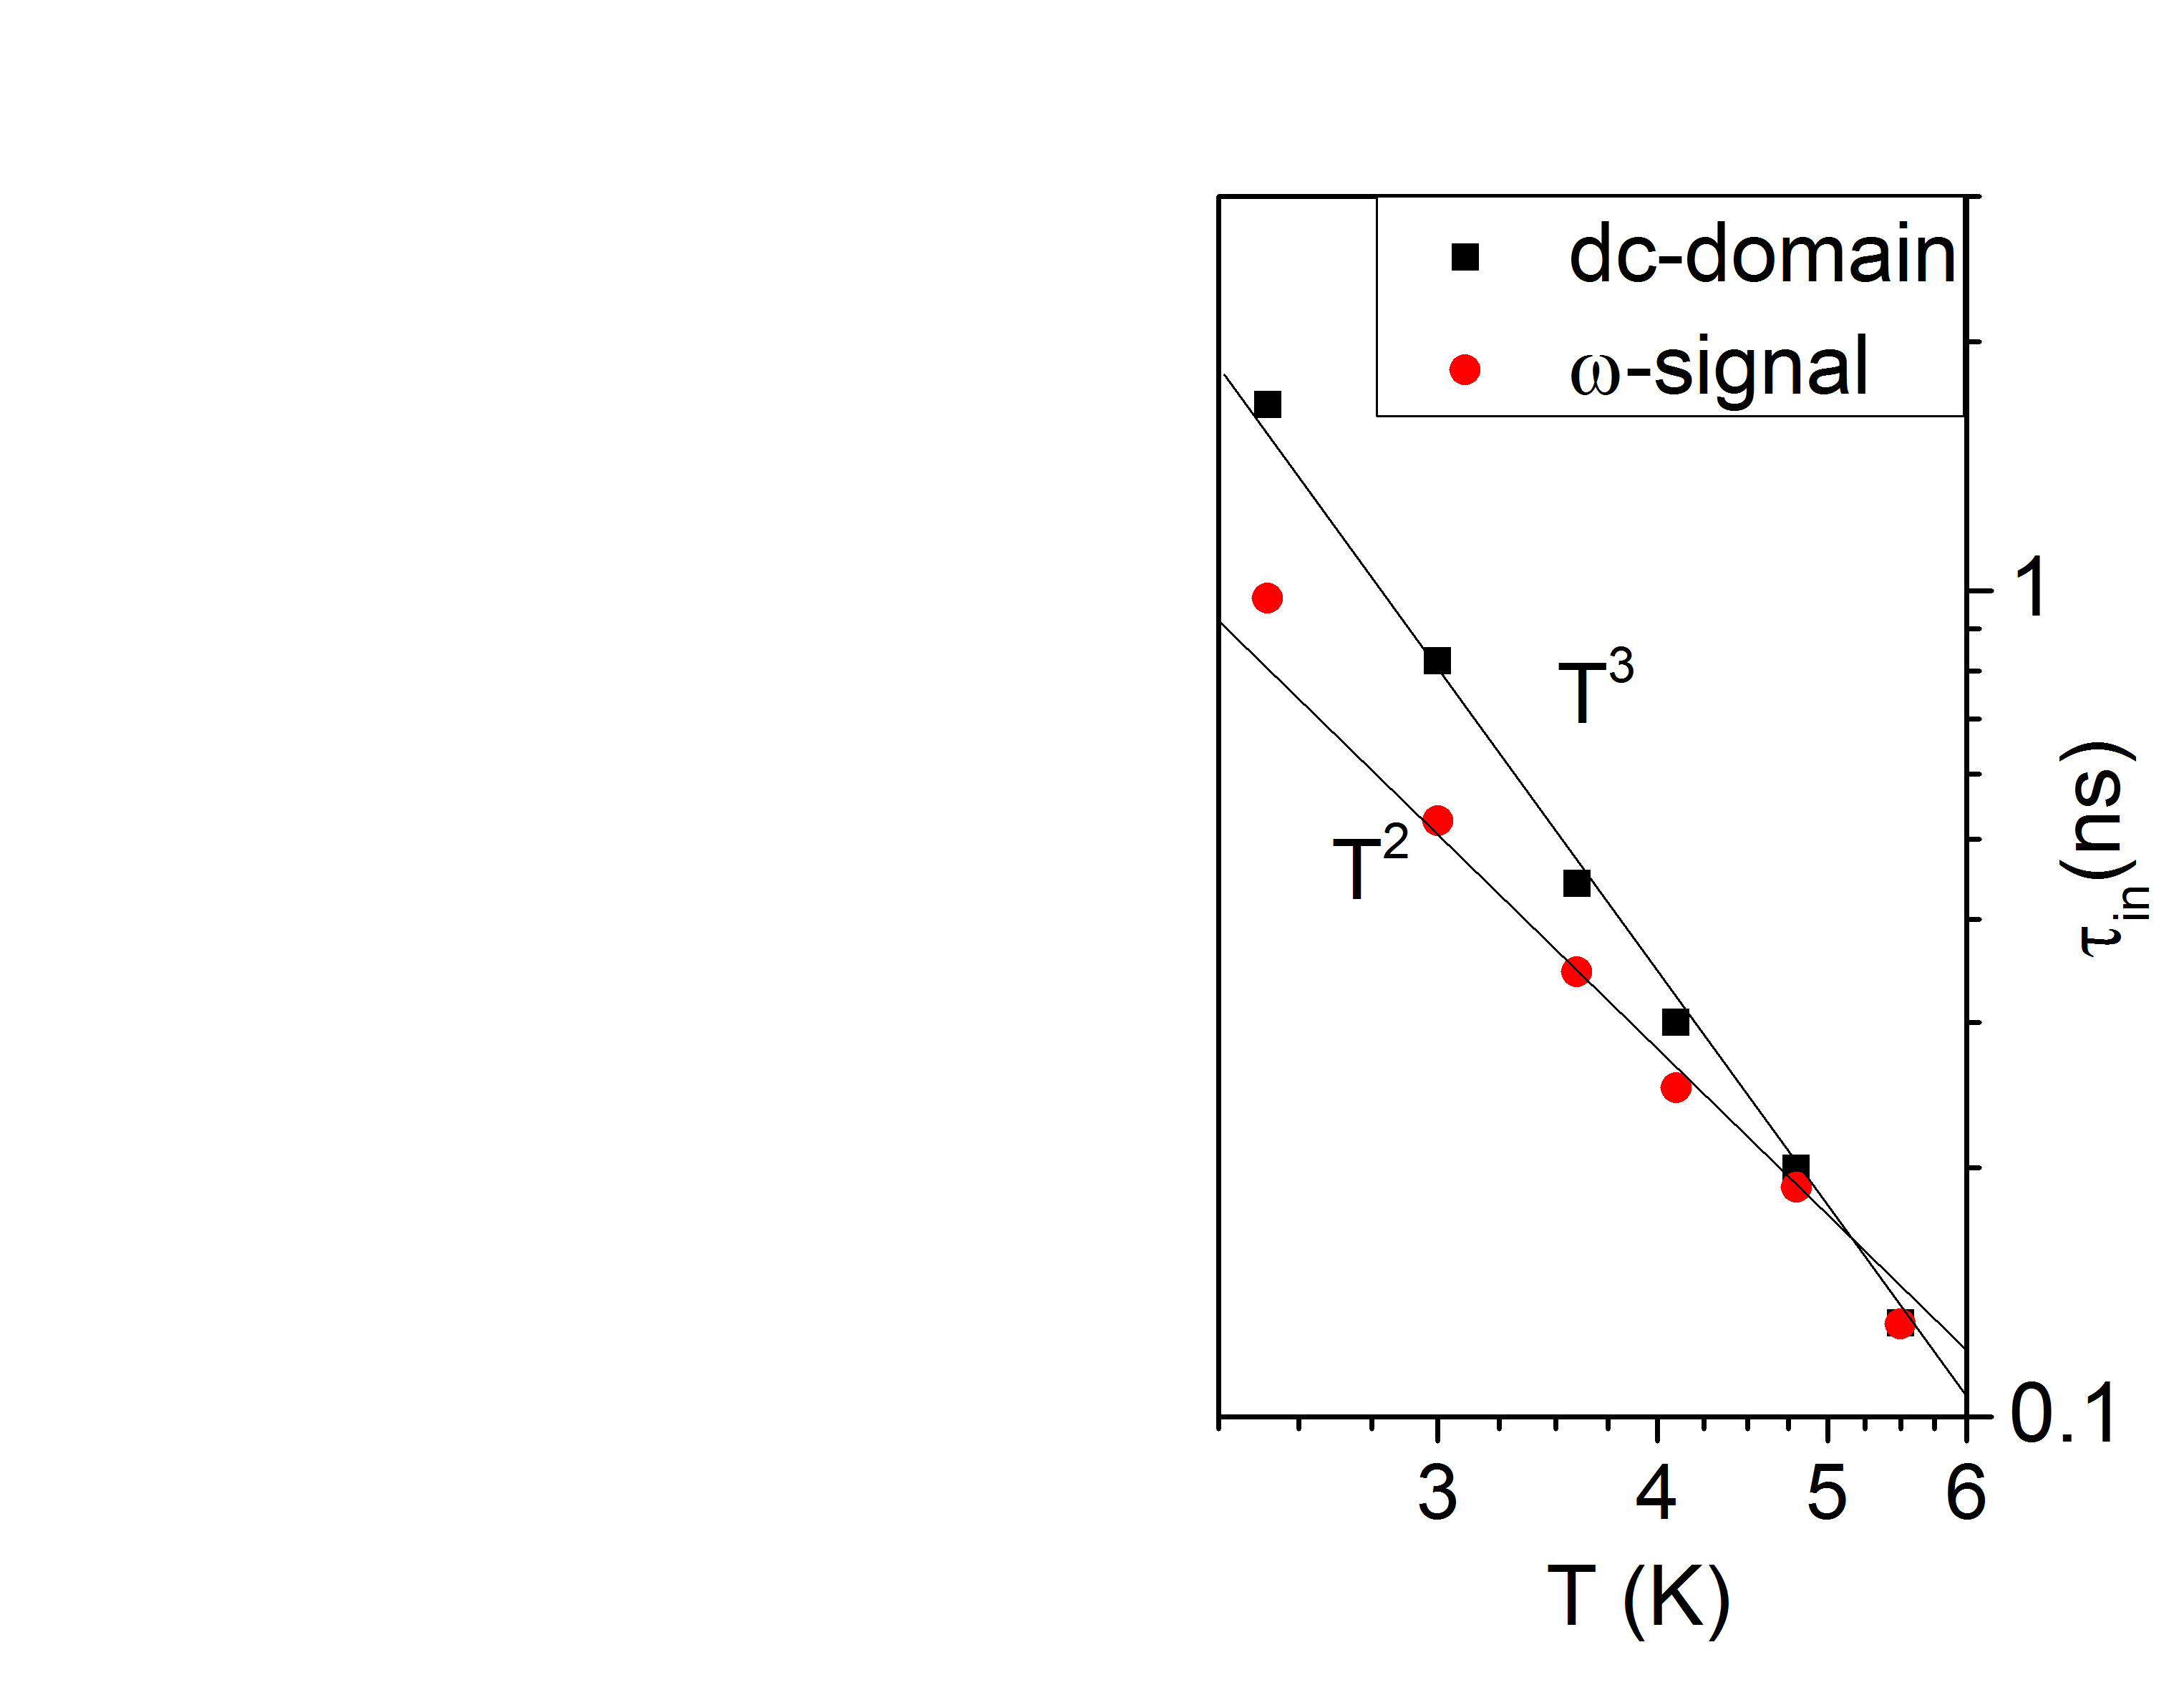 dc-domain
ω-signal
1
T³
T²
τin(ns)
0.1
3 4 5 6
T (K)